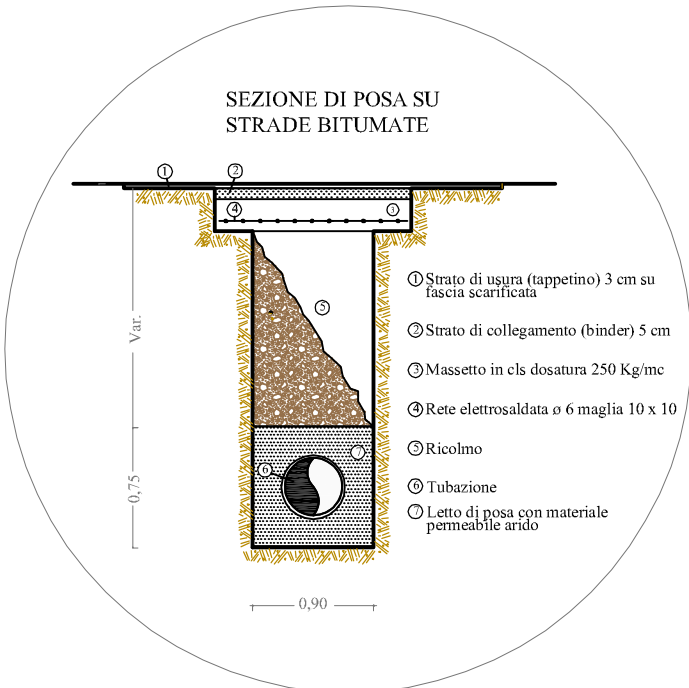 SEZIONE DI POSA SU
STRADE BITUMATE
1
2
4
3
5
7
6
Var.
0,75
0,90
1 Strato di usura (tappetino) 3 cm su
fascia scarificata
2 Strato di collegamento (binder) 5 cm
3 Massetto in cls dosatura 250 Kg/mc
4 Rete elettrosaldata ø 6 maglia 10 x 10
5 Ricolmo
6 Tubazione
7 Letto di posa con materiale
permeabile arido